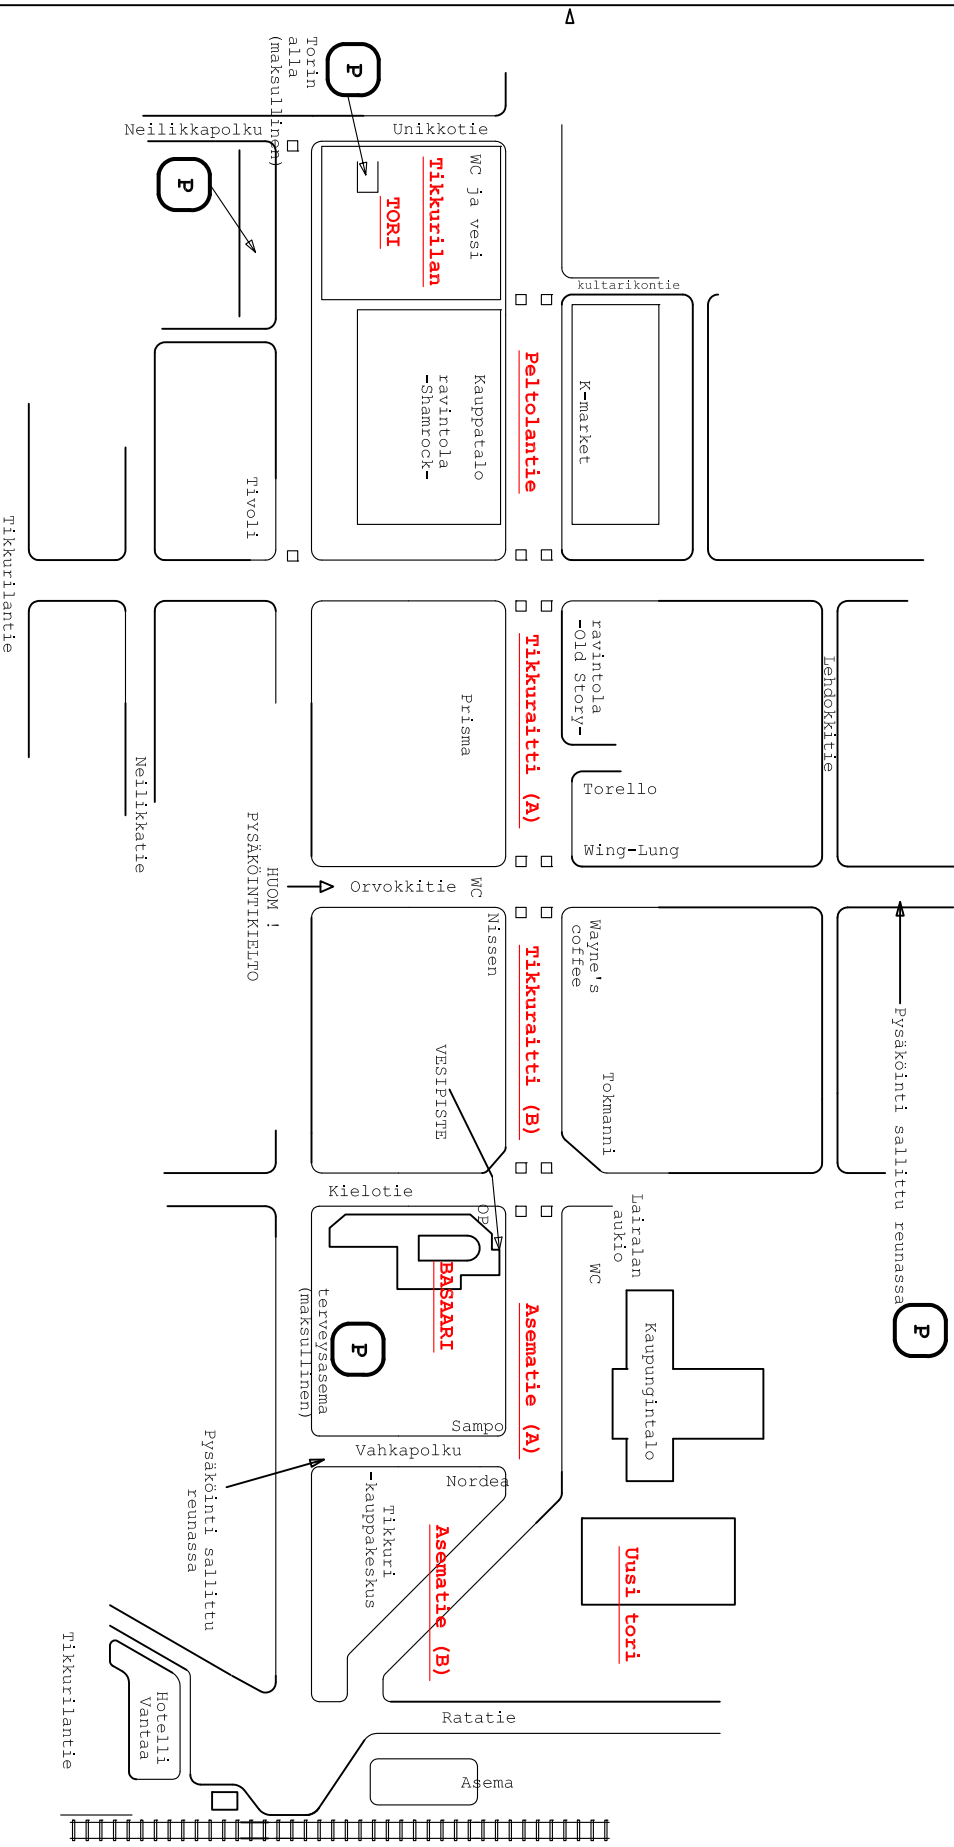 P
Torin
alla
(maksullinen)
Neilikkapolku
Unikkotie
P
WC ja vesi
Tikkurilan
TORI
kultarikontie
Peltolantie
K-market
Kauppatalo
ravintola
-Shamrock-
Tivoli
Tikkurilantie
ravintola
-Old Story-
Lehdokkitie
Tikkuraitti (A)
Prisma
Torello
Wing-Lung
Neilikkatie
HUOM !
PYSÄKÖINTIKIELTO
Orvokkitie
WC
Nissen
Wayne's
coffee
Tikkuraitti (B)
Tokmanni
VESIPISTE
Pysäköinti sallittu reunassa
P
Kielotie
OP
Lairalan
aukio
WC
BASAARI
Asematie (A)
Kaupungintalo
terveysasema
(maksullinen)
P
Sampo
Vahkapolku
Nordea
Pysäköinti sallittu
reunassa
Tikkuri
-kauppakeskus
Asematie (B)
Uusi tori
Tikkurilantie
Hotelli
Vantaa
Ratatie
Asema